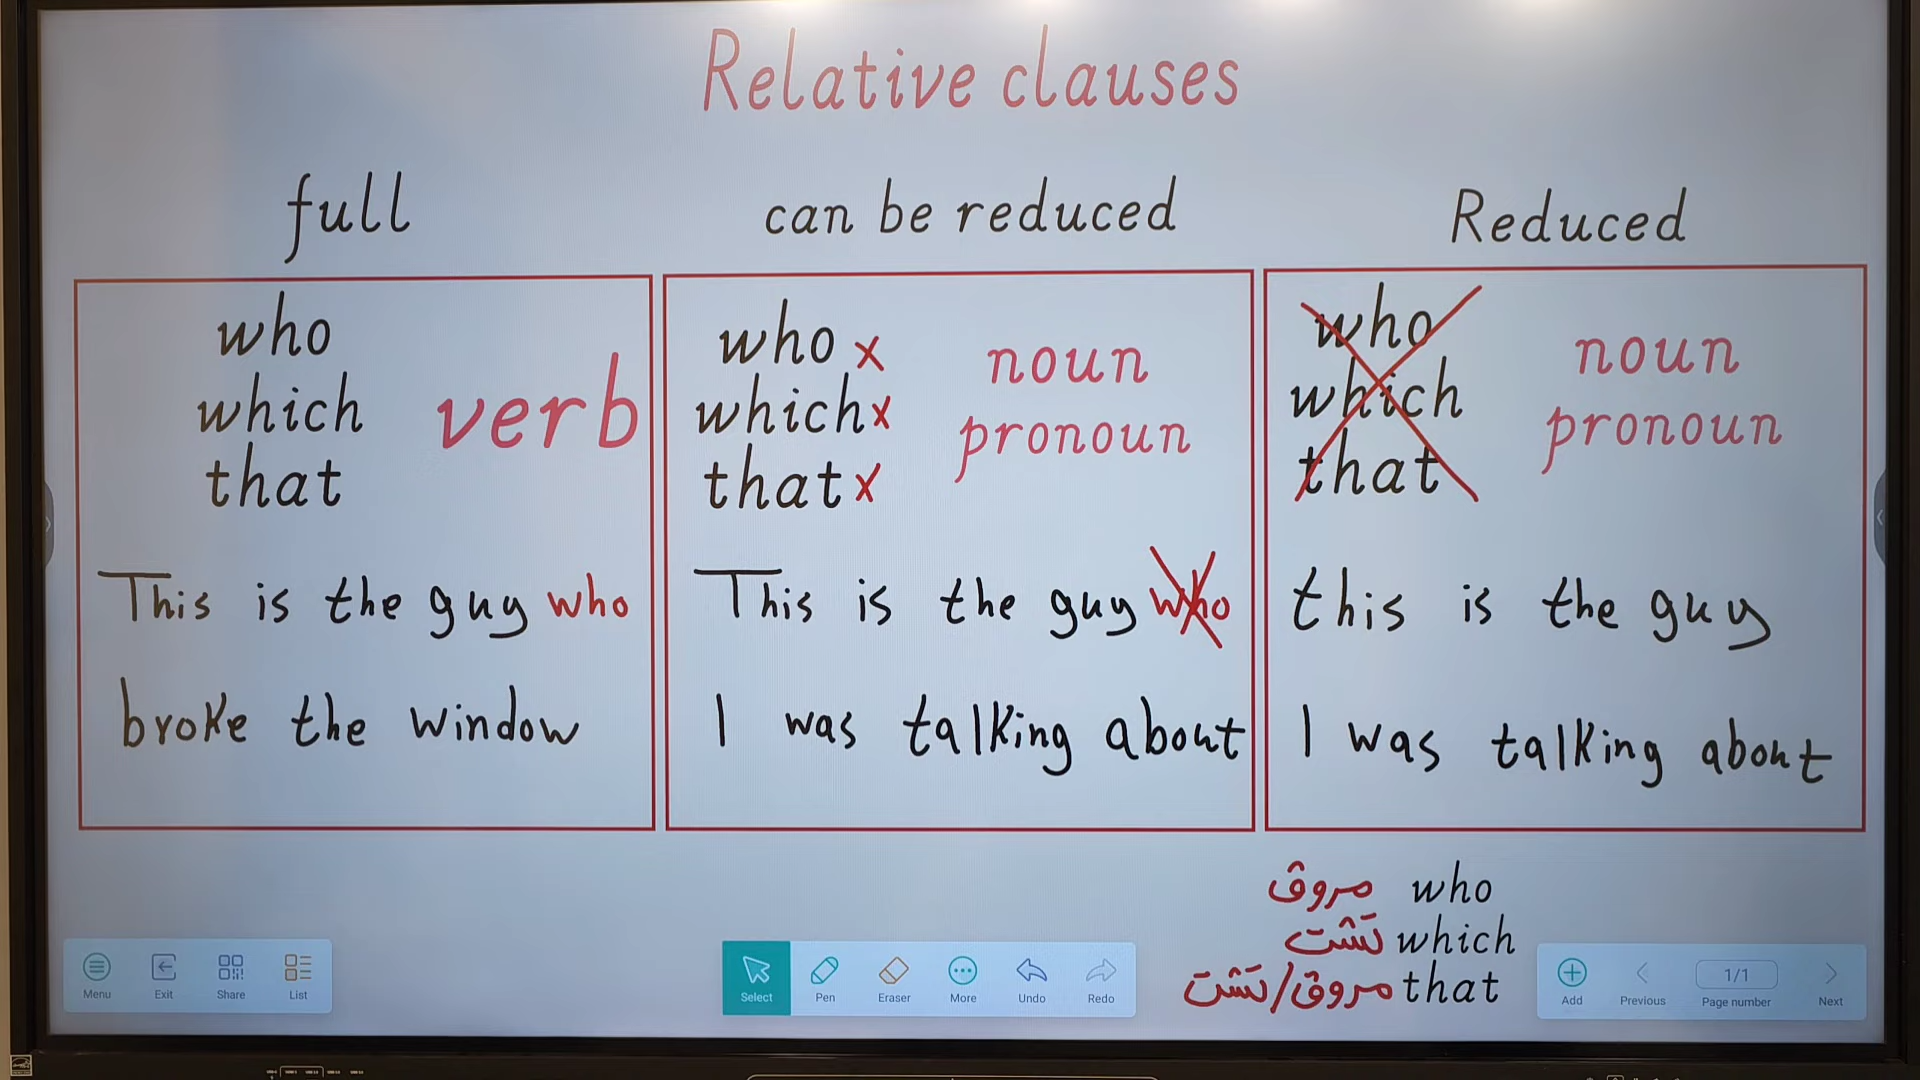 Relative clauses
full
can be reduced
Reduced
who
which
that
verb
who x
which x
that x
noun
pronoun
who
which
that
noun
pronoun
This is the guy who
broke the window
This is the guy who
I was talking about
this is the guy
I was talking about
مروڤ who
تشت which
مروڤ/تشت that
Menu
Exit
Share
List
Select
Pen
Eraser
More
Undo
Redo
Add
Previous
1/1
Page number
Next